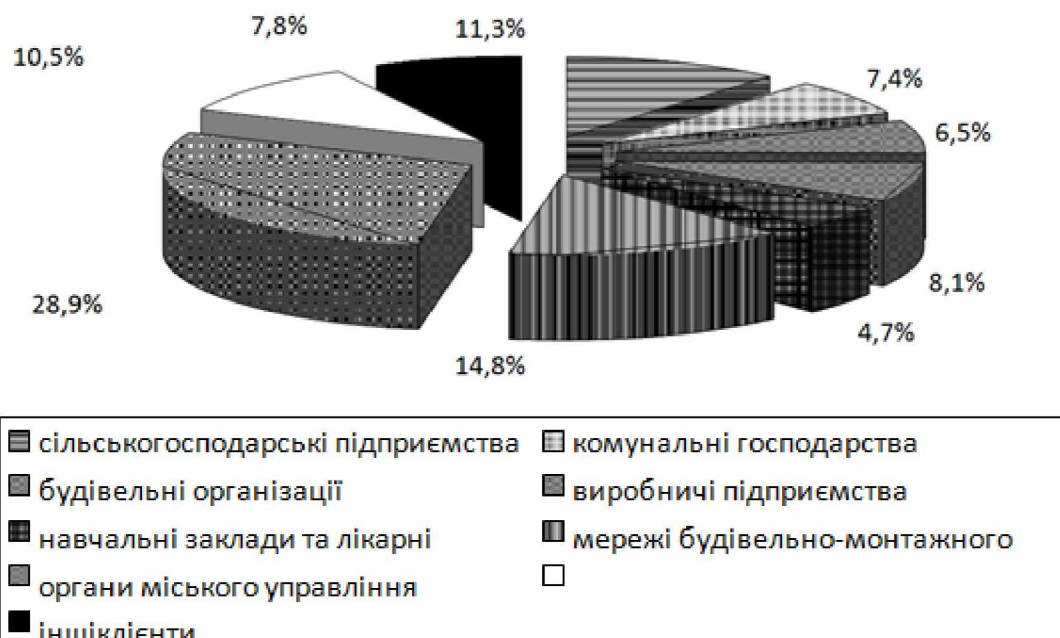 7,8%
11,3%
10,5%
7,4%
6,5%
8,1%
28,9%
4,7%
14,8%
сільськогосподарські підприємства
комунальні господарства
будівельні організації
виробничі підприємства
навчальні заклади та лікарні
мережі будівельно-монтажного
органи міського управління
іншіклієнти